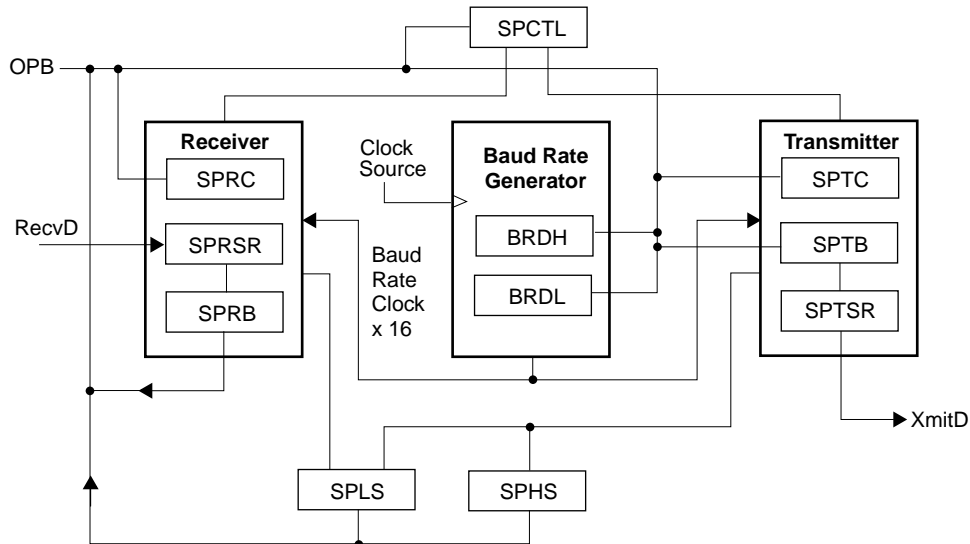 SPCTL
OPB
Receiver
SPRC
RecvD
SPRSR
SPRB
Clock
Source
Baud
Rate
Clock
x 16
Baud Rate
Generator
BRDH
BRDL
Transmitter
SPTC
SPTB
SPTSR
XmitD
SPLS
SPHS